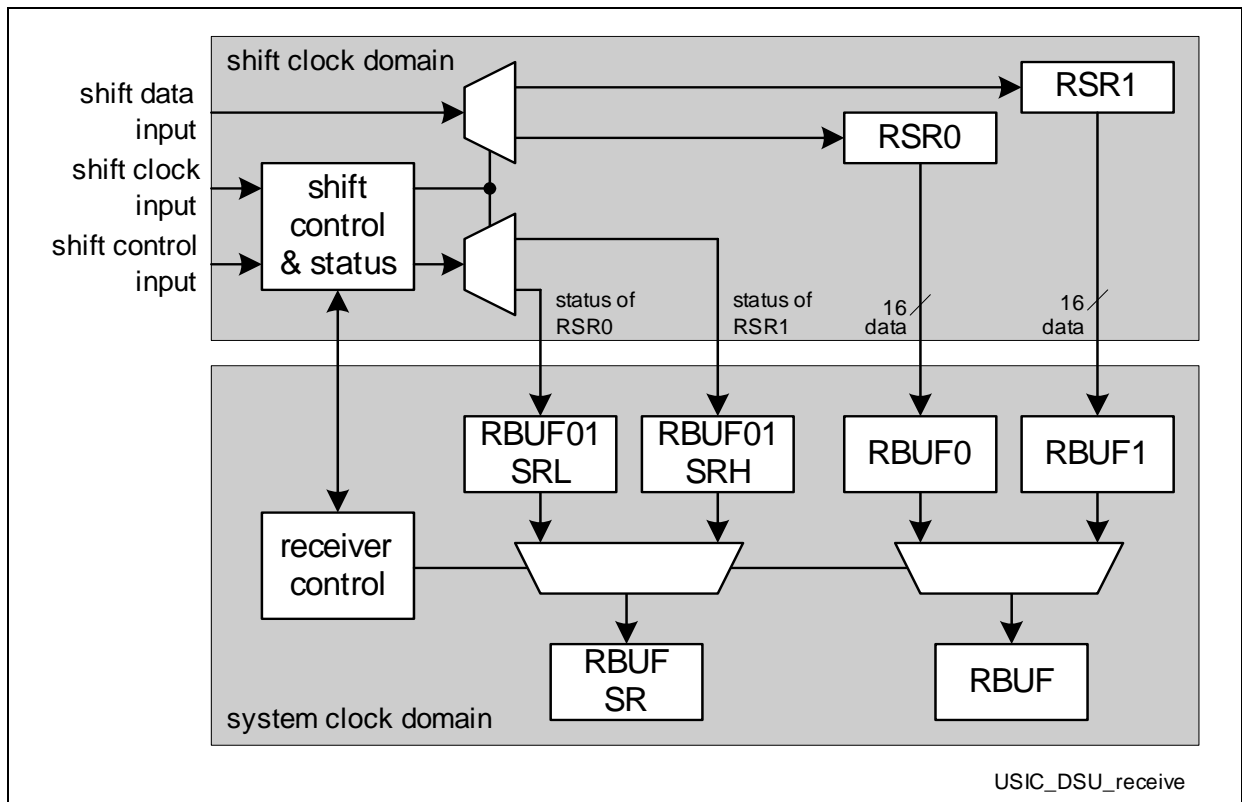 shift clock domain
shift data
input
shift clock
input
shift control
input
shift
control
& status
RSR1
RSR0
status of
RSR0
status of
RSR1
16
data
16
data
RBUF01
SRL
RBUF01
SRH
RBUF0
RBUF1
receiver
control
RBUF
SR
RBUF
system clock domain
USIC_DSU_receive